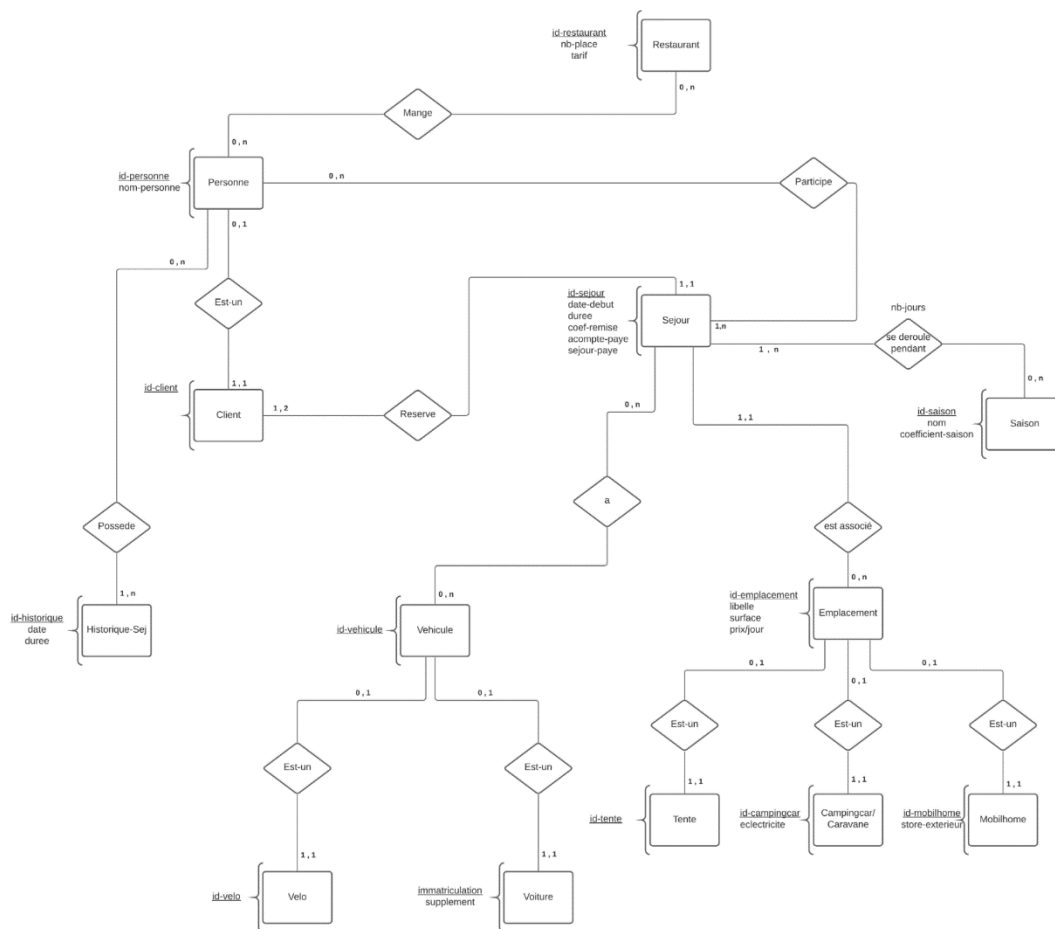 id-restaurant
nb-place
tarif
Restaurant
0,n
Mange
0,n
id-personne
nom-personne
Personne
0,n
Participe
0,n
0,1
Est-un
1,1
id-sejour
date-debut
duree
coef-remise
acompte-paye
sejour-paye
Sejour
1,n
nb-jours
se deroule
pendant
1 , n
0,n
id-client
1,1
Client
1,2
Reserve
0,n
1,1
id-saison
nom
coefficient-saison
Saison
a
Possede
est associé
1,n
0,n
0,n
id-historique
date
duree
Historique-Sej
id-vehicule
Vehicule
id-emplacement
libelle
surface
prix/jour
Emplacement
0,1
0,1
0,1
0,1
0,1
Est-un
Est-un
Est-un
Est-un
Est-un
1,1
1,1
1,1
id-tente
Tente
id-campingcar
eclectricite
Campingcar/
Caravane
id-mobilhome
store-exterieur
Mobilhome
1,1
1,1
id-velo
Velo
immatriculation
supplement
Voiture